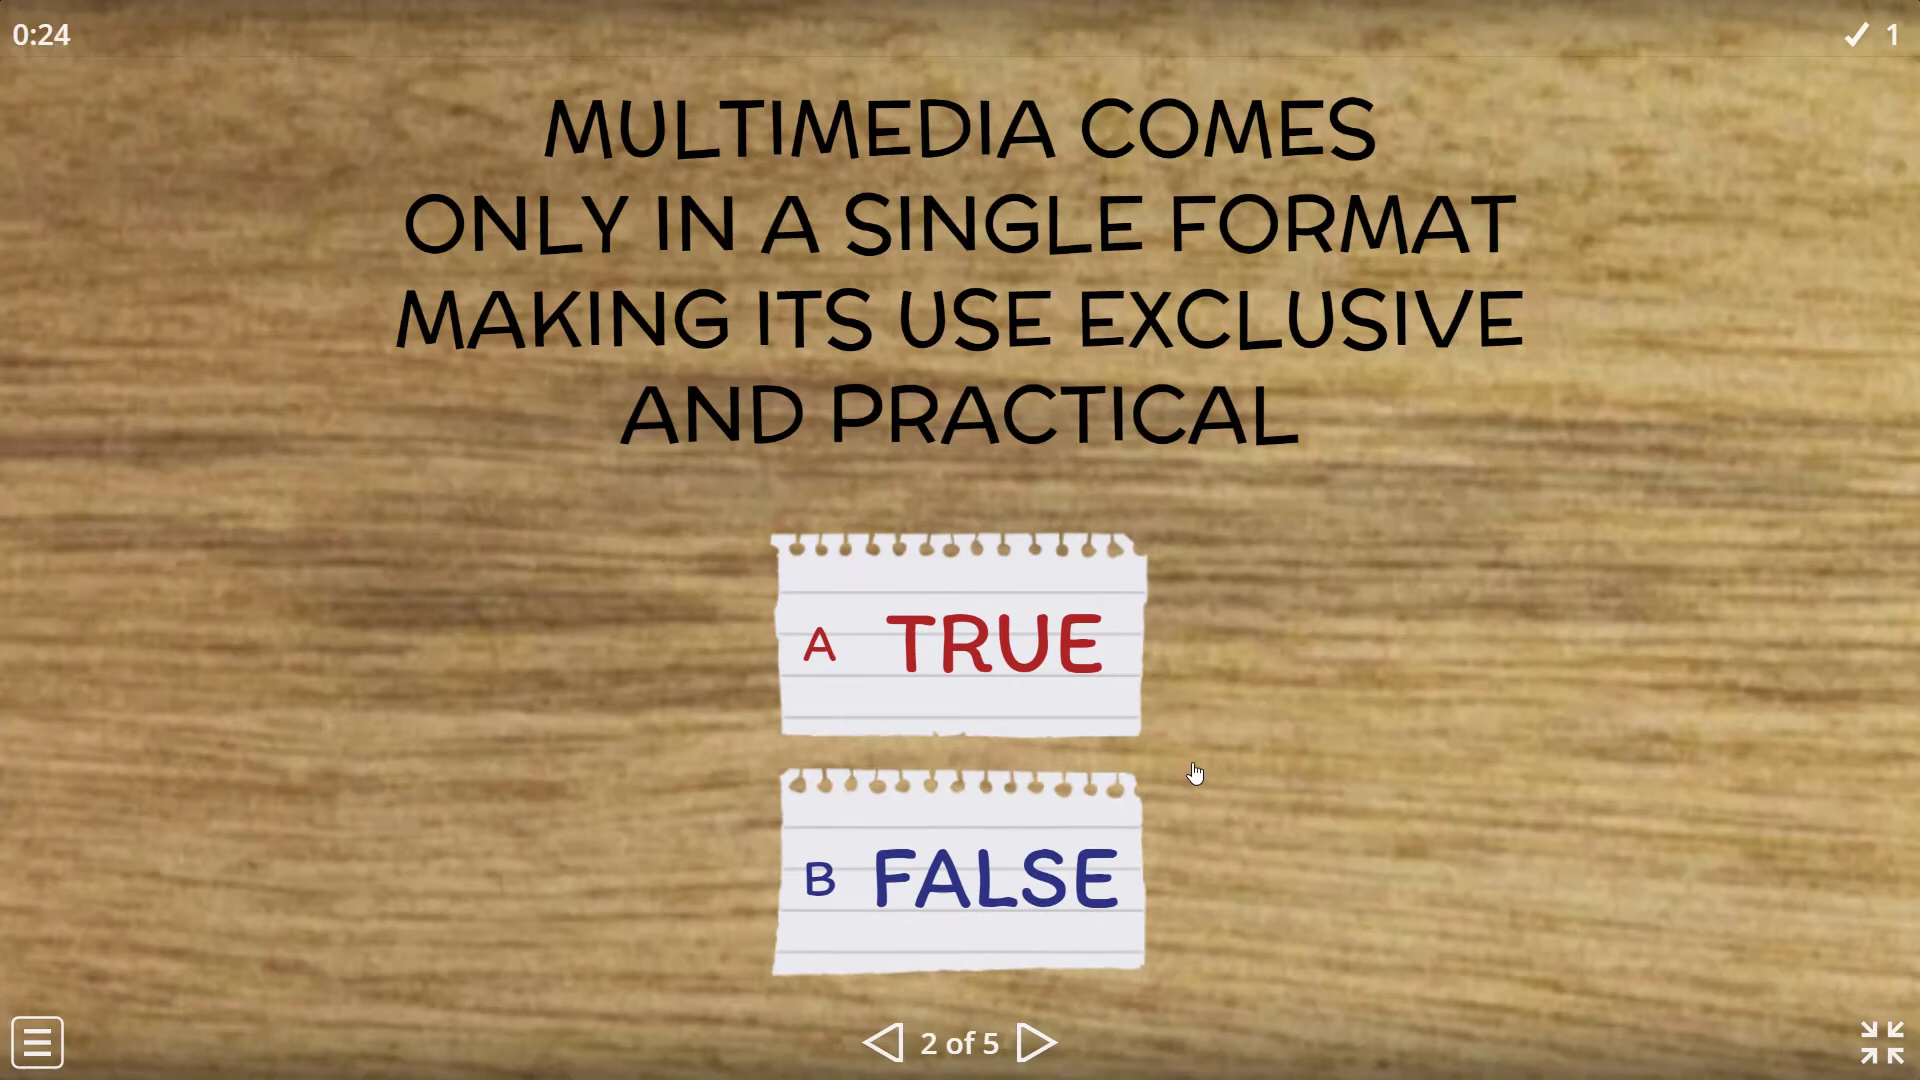 0:24
1
MULTIMEDIA COMES
ONLY IN A SINGLE FORMAT
MAKING ITS USE EXCLUSIVE
AND PRACTICAL
A TRUE
B FALSE
2 of 5